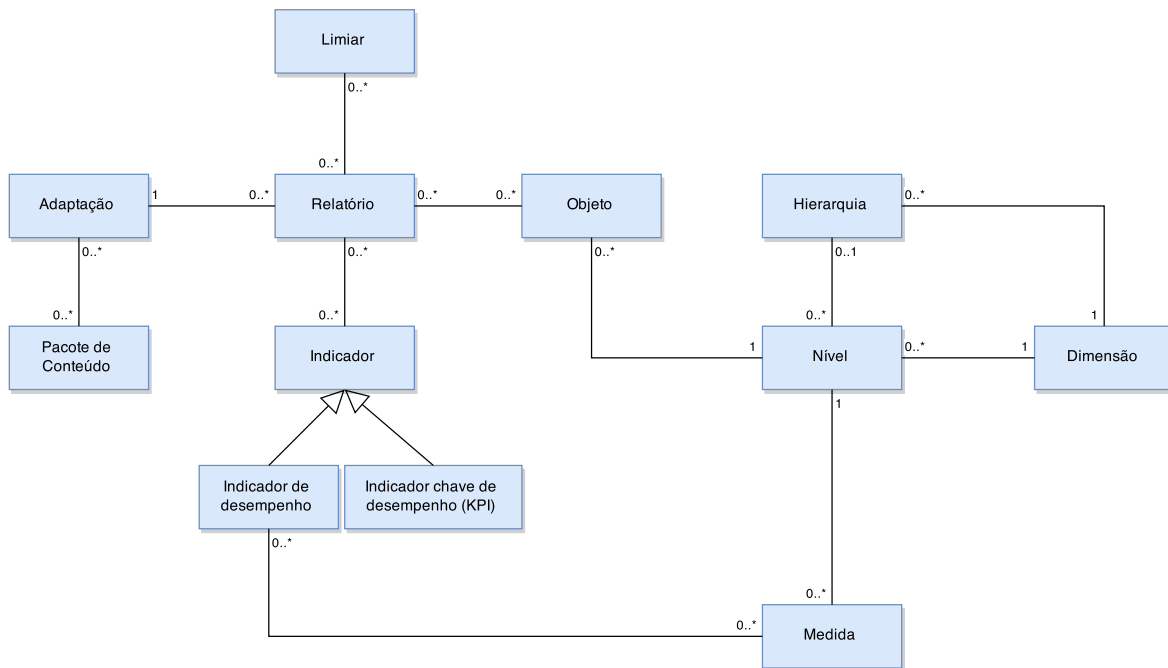 Limiar
0..*
0..*
Adaptação
1
0..*
Relatório
0..*
0..*
Objeto
Hierarquia
0..*
0..*
0..*
0..*
0..1
0..*
0..*
0..*
1
Pacote de
Conteúdo
Indicador
1
Nível
0..*
1
Dimensão
1
Indicador de
desempenho
Indicador chave de
desempenho (KPI)
0..*
0..*
0..*
Medida